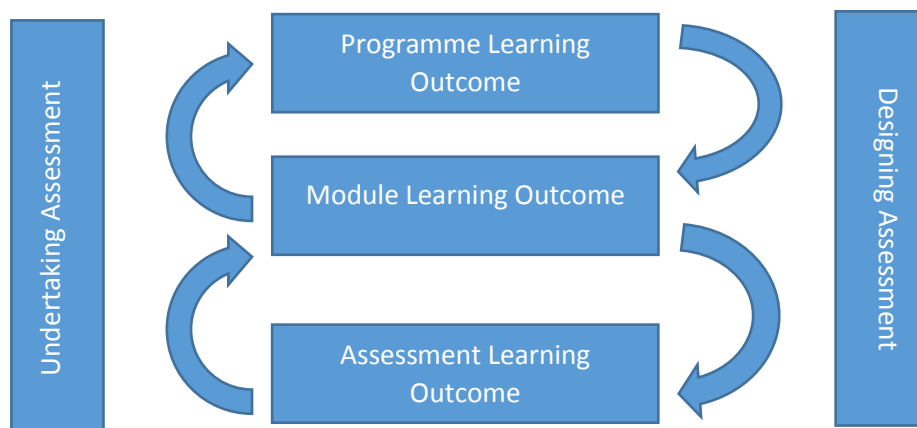 Undertaking Assessment
Programme Learning
Outcome
Module Learning Outcome
Assessment Learning
Outcome
Designing Assessment